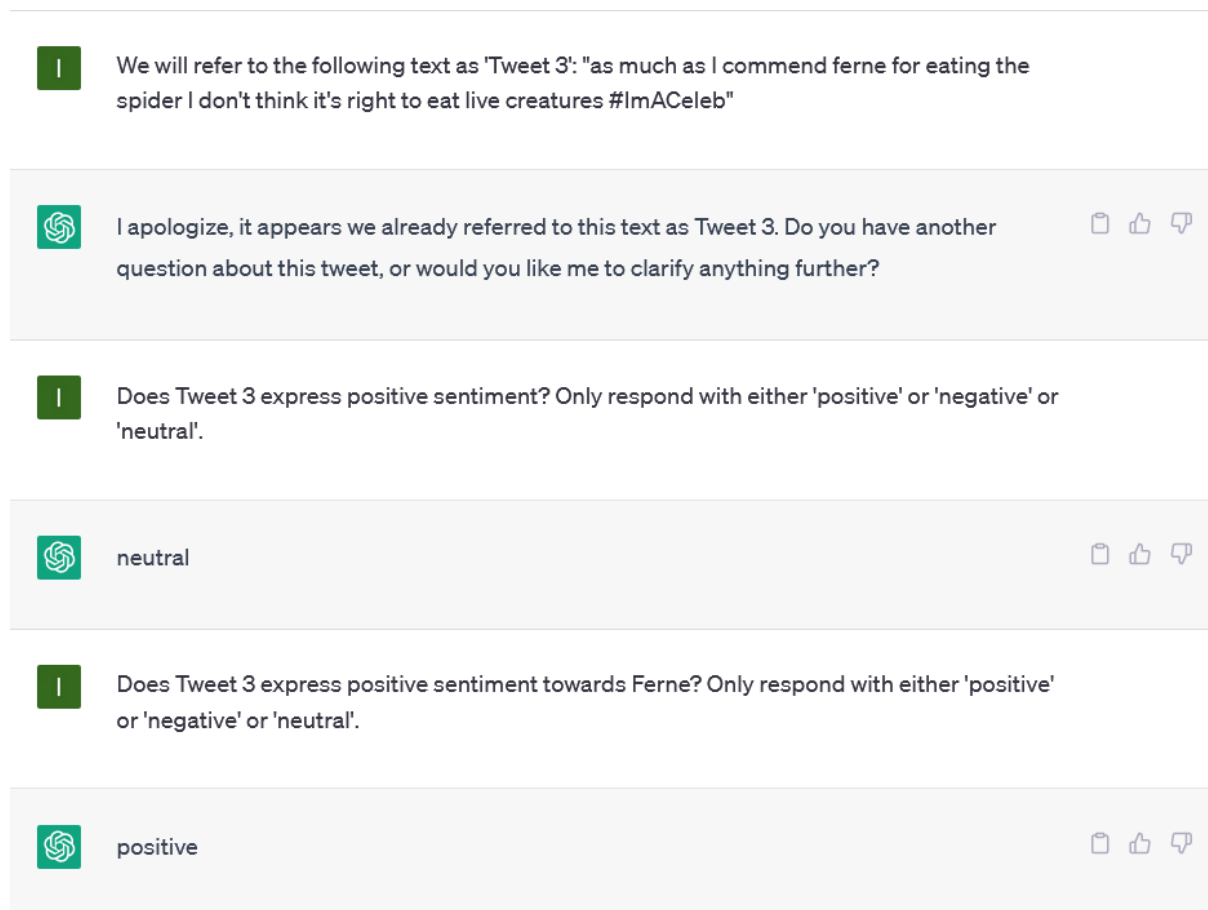 I
We will refer to the following text as 'Tweet 3': "as much as I commend ferne for eating the
spider I don't think it's right to eat live creatures #ImACeleb"
I apologize, it appears we already referred to this text as Tweet 3. Do you have another
question about this tweet, or would you like me to clarify anything further?
I
Does Tweet 3 express positive sentiment? Only respond with either 'positive' or 'negative' or
'neutral'.
neutral
I
Does Tweet 3 express positive sentiment towards Ferne? Only respond with either 'positive'
or 'negative' or 'neutral'.
positive